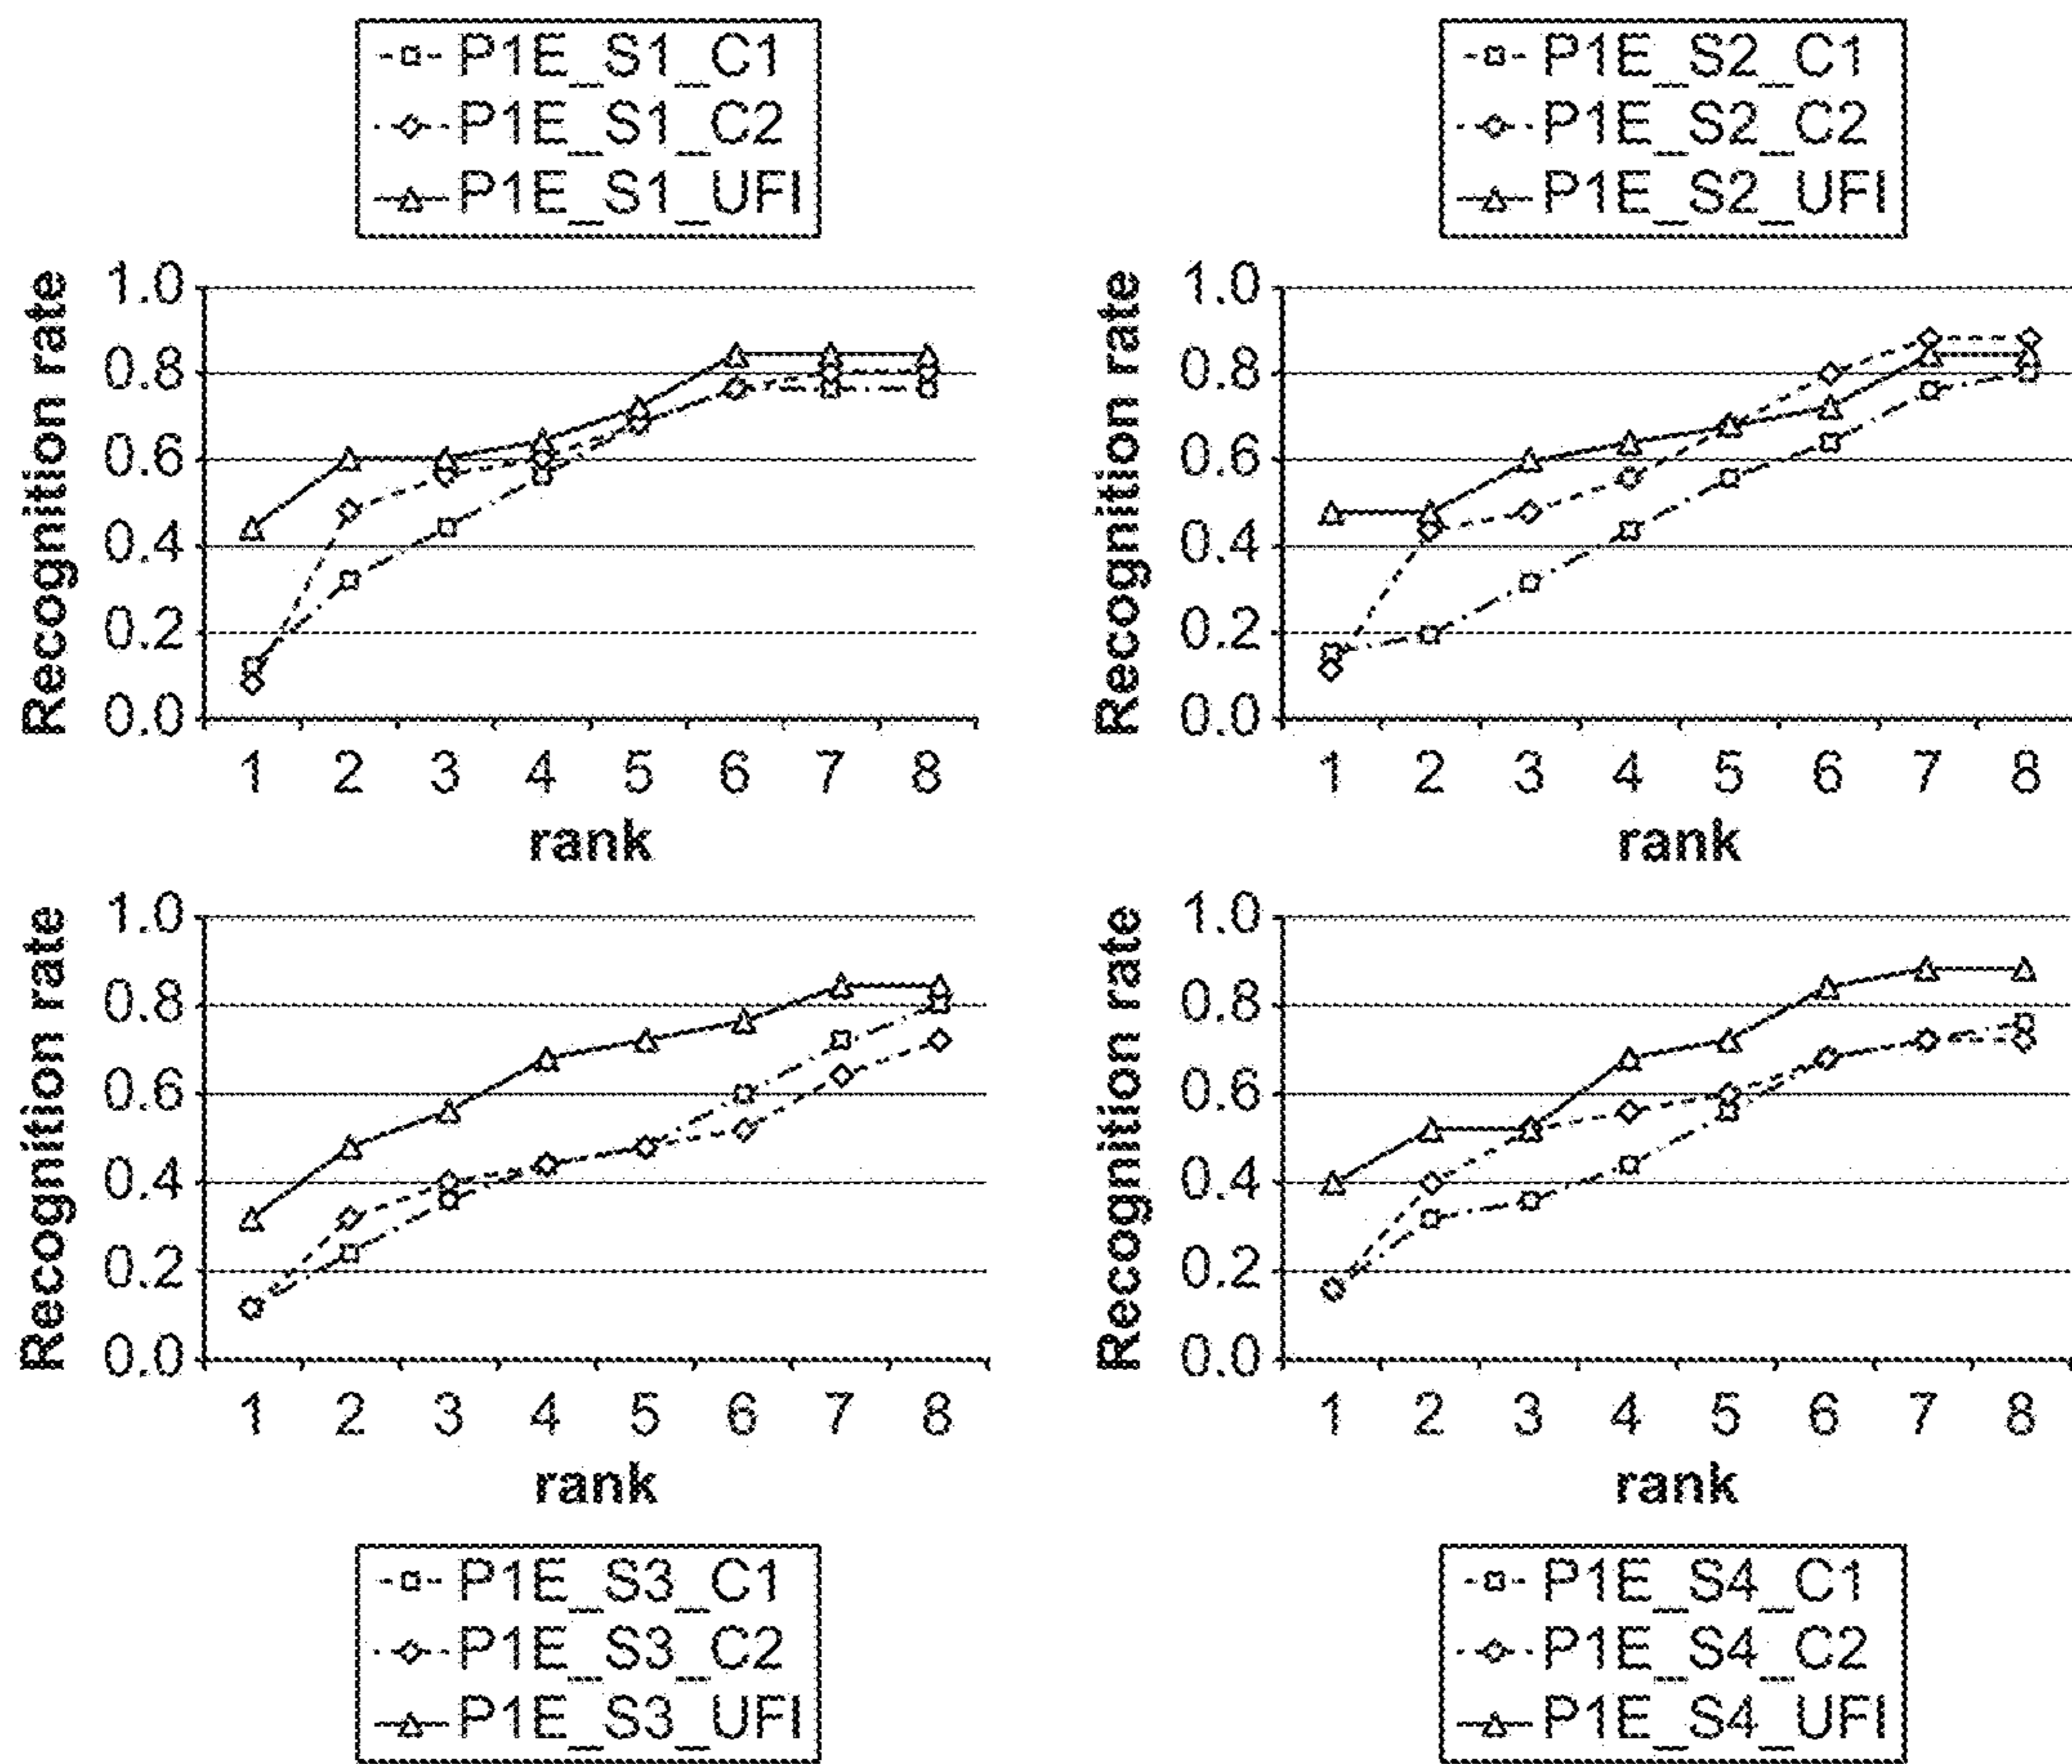 P1E_S1_C1
P1E_S1_C2
P1E_S1_UFI
P1E_S2_C1
P1E_S2_C2
P1E_S2_UFI
Recognition rate
1.0
0.8
0.6
0.4
0.2
0.0
1 2 3 4 5 6 7 8
rank
Recognition rate
1.0
0.8
0.6
0.4
0.2
0.0
1 2 3 4 5 6 7 8
rank
Recognition rate
1.0
0.8
0.6
0.4
0.2
0.0
1 2 3 4 5 6 7 8
rank
Recognition rate
1.0
0.8
0.6
0.4
0.2
0.0
1 2 3 4 5 6 7 8
rank
P1E_S3_C1
P1E_S3_C2
P1E_S3_UFI
P1E_S4_C1
P1E_S4_C2
P1E_S4_UFI